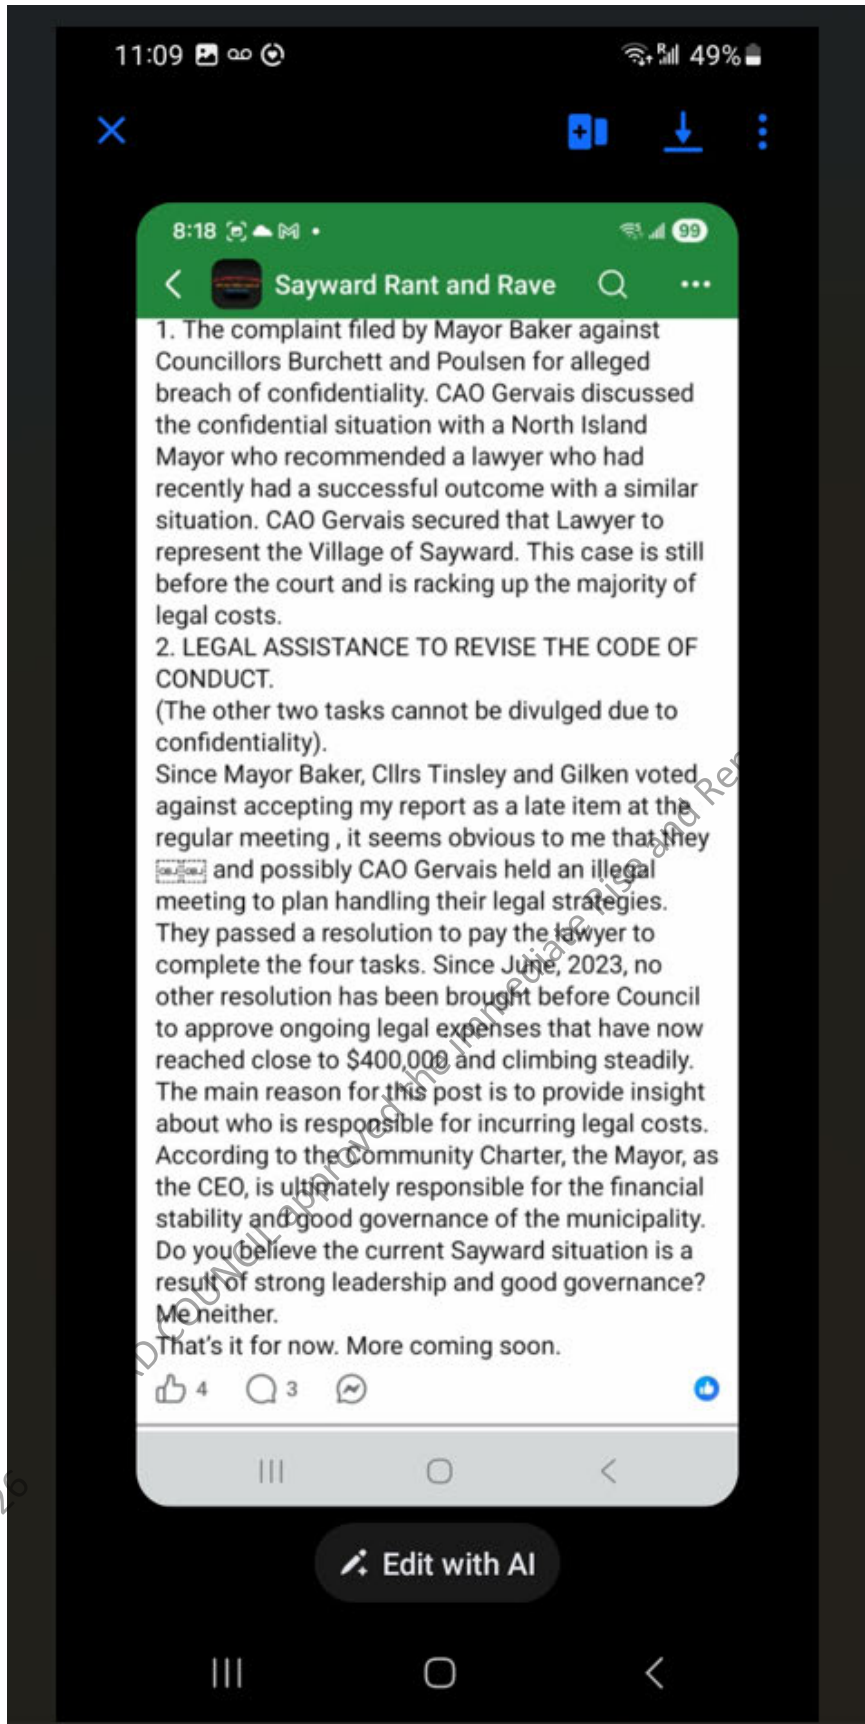 11:09
49%
8:18
99
Sayward Rant and Rave
1. The complaint filed by Mayor Baker against
Councillors Burchett and Poulsen for alleged
breach of confidentiality. CAO Gervais discussed
the confidential situation with a North Island
Mayor who recommended a lawyer who had
recently had a successful outcome with a similar
situation. CAO Gervais secured that Lawyer to
represent the Village of Sayward. This case is still
before the court and is racking up the majority of
legal costs.
2. LEGAL ASSISTANCE TO REVISE THE CODE OF
CONDUCT.
(The other two tasks cannot be divulged due to
confidentiality).
Since Mayor Baker, Cllrs Tinsley and Gilken voted
against accepting my report as a late item at the
regular meeting , it seems obvious to me that they
and possibly CAO Gervais held an illegal
meeting to plan handling their legal strategies.
They passed a resolution to pay the lawyer to
complete the four tasks. Since June, 2023, no
other resolution has been brought before Council
to approve ongoing legal expenses that have now
reached close to $400,000 and climbing steadily.
The main reason for this post is to provide insight
about who is responsible for incurring legal costs.
According to the Community Charter, the Mayor, as
the CEO, is ultimately responsible for the financial
stability and good governance of the municipality.
Do you believe the current Sayward situation is a
result of strong leadership and good governance?
Me neither.
That's it for now. More coming soon.
4 3
Edit with AI
COUNCIL approved the Immediate Rise and
26